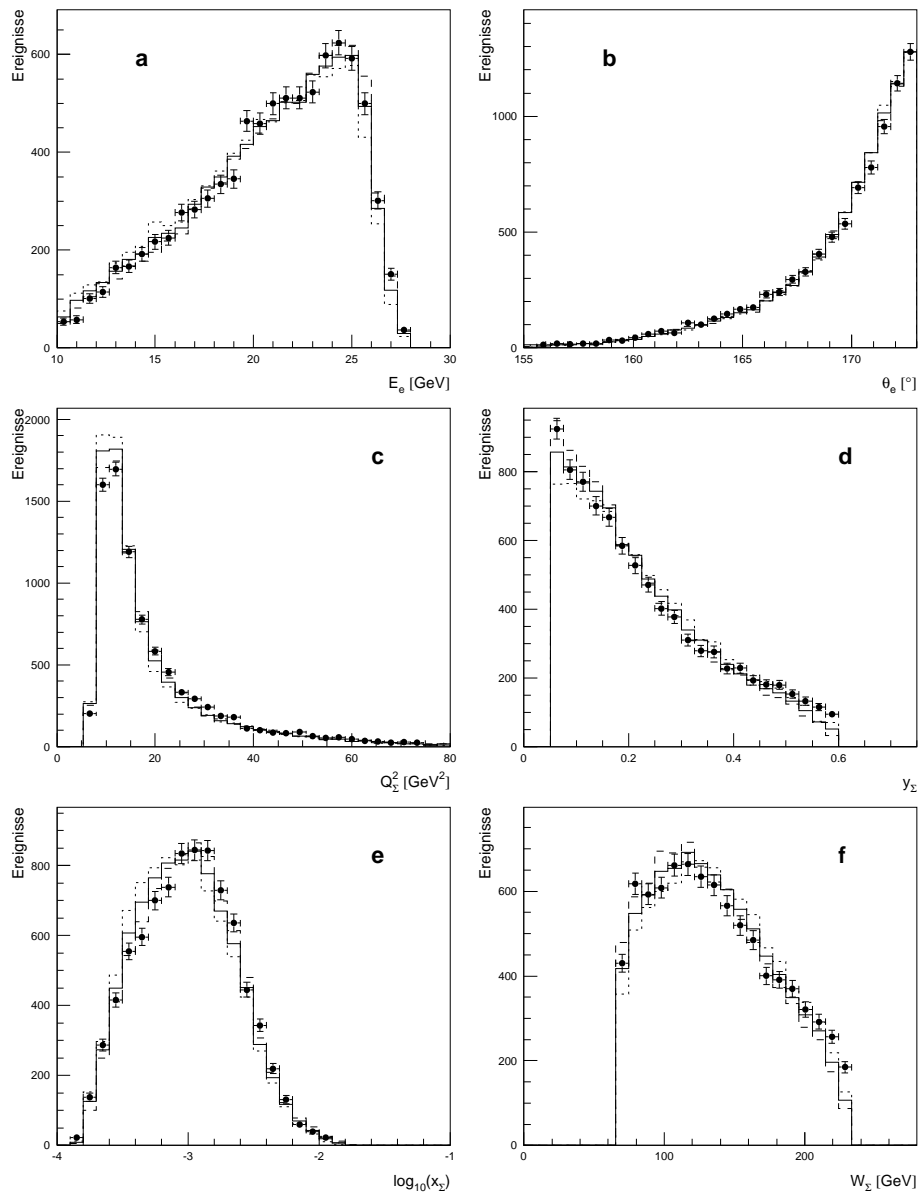 Ereignisse
a
600
400
200
0
10
15
20
25
30
E_e [GeV]
Ereignisse
b
1000
500
0
155
160
165
170
θ_e [°]
Ereignisse
c
2000
1500
1000
500
0
0
20
40
60
80
Q²_Σ [GeV²]
Ereignisse
d
800
600
400
200
0
0
0.2
0.4
0.6
y_Σ
Ereignisse
e
800
600
400
200
0
-4
-3
-2
-1
log₁₀(x_Σ)
Ereignisse
f
600
400
200
0
0
100
200
W_Σ [GeV]